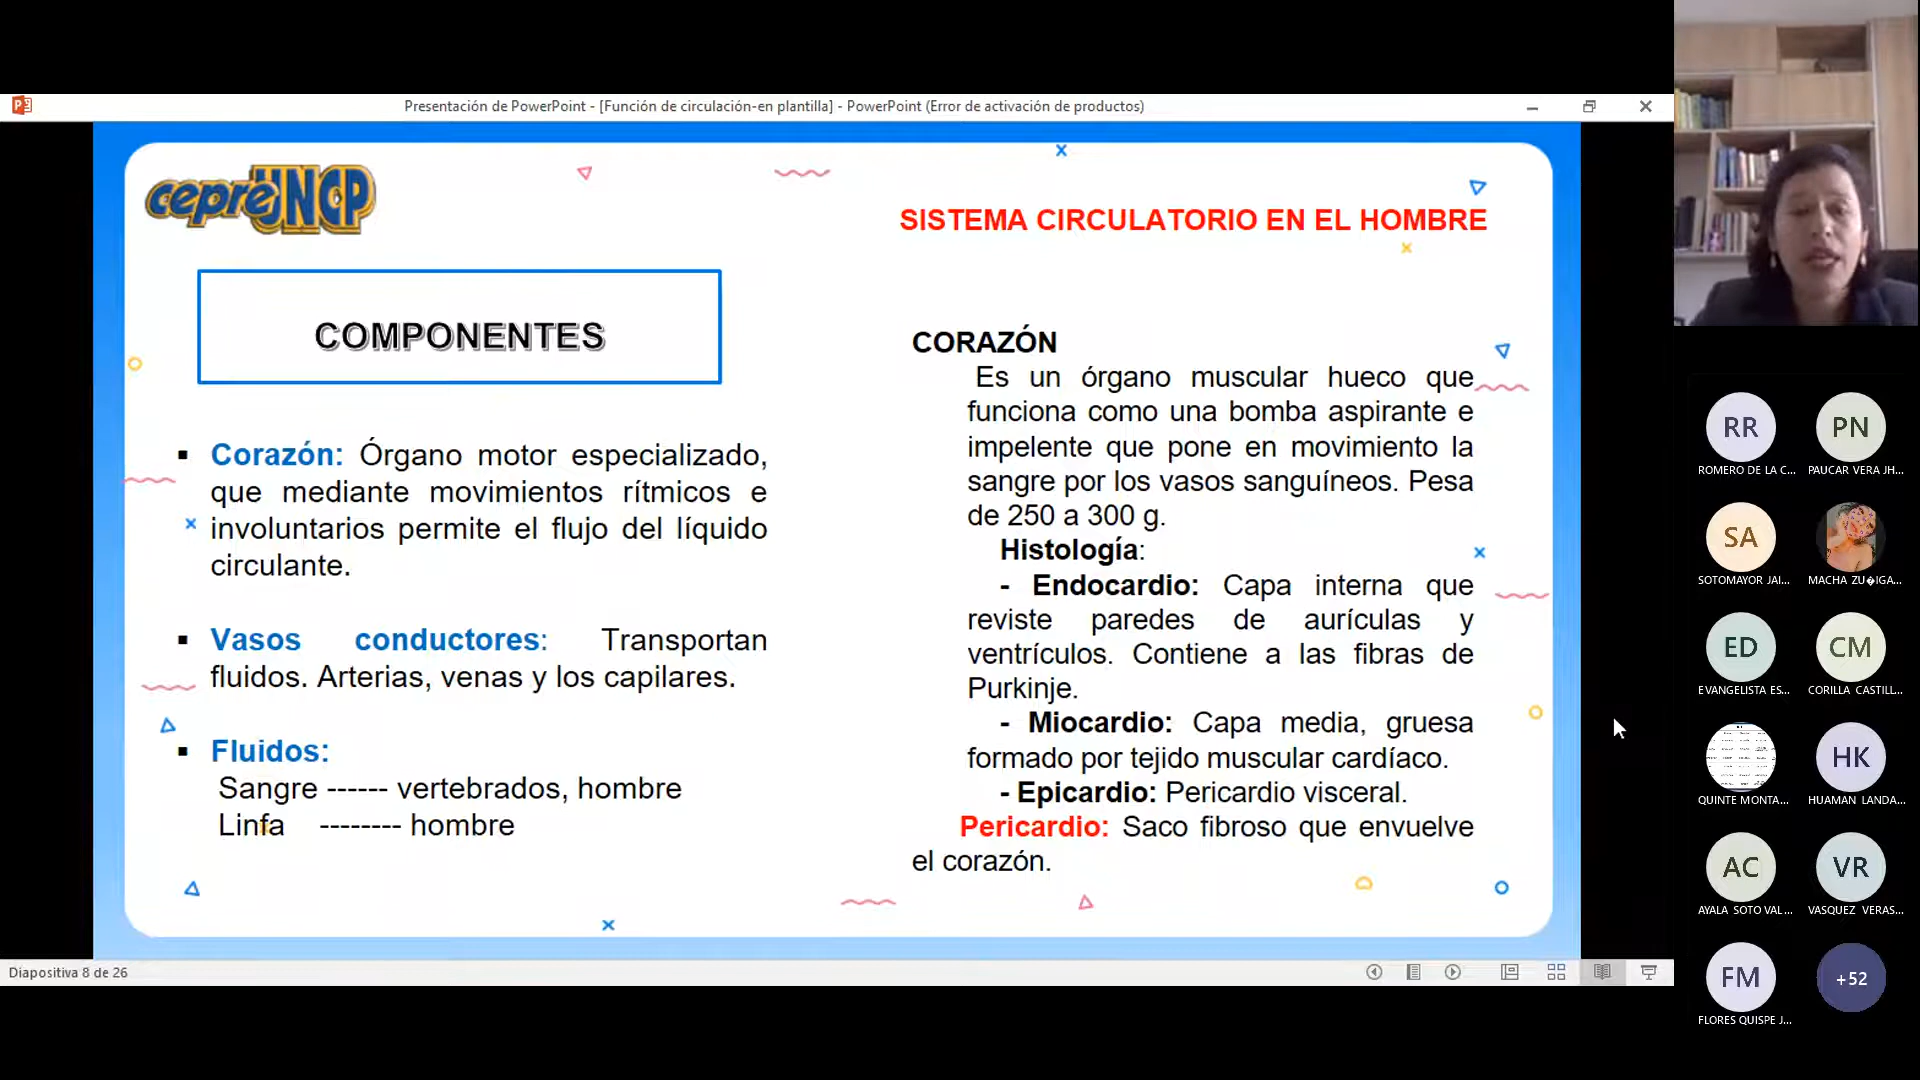 Presentación de PowerPoint - [Función de circulación-en plantilla] - PowerPoint (Error de activación de productos)
cepreUNCP
SISTEMA CIRCULATORIO EN EL HOMBRE
COMPONENTES
▪ Corazón: Órgano motor especializado,
que mediante movimientos rítmicos e
involuntarios permite el flujo del líquido
circulante.
▪ Vasos conductores: Transportan
fluidos. Arterias, venas y los capilares.
▪ Fluidos:
Sangre ------ vertebrados, hombre
Linfa -------- hombre
CORAZÓN
Es un órgano muscular hueco que
funciona como una bomba aspirante e
impelente que pone en movimiento la
sangre por los vasos sanguíneos. Pesa
de 250 a 300 g.
Histología:
- Endocardio: Capa interna que
reviste paredes de aurículas y
ventrículos. Contiene a las fibras de
Purkinje.
- Miocardio: Capa media, gruesa
formado por tejido muscular cardíaco.
- Epicardio: Pericardio visceral.
Pericardio: Saco fibroso que envuelve
el corazón.
Diapositiva 8 de 26
RR
ROMERO DE LA C...
PN
PAUCAR VERA JH...
SA
SOTOMAYOR JAI...
MACHA ZU�IGA...
ED
EVANGELISTA ES...
CM
CORILLA CASTILL...
QUINTE MONTA...
HK
HUAMAN LANDA...
AC
AYALA SOTO VAL...
VR
VASQUEZ VERAS...
FM
FLORES QUISPE J...
+52